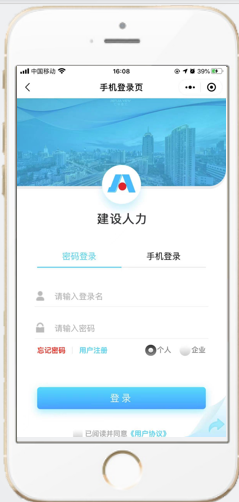 中国移动 16:08 39%
手机登录页
建设人力
密码登录 手机登录
请输入登录名
请输入密码
忘记密码 用户注册 个人 企业
登 录
已阅读并同意《用户协议》